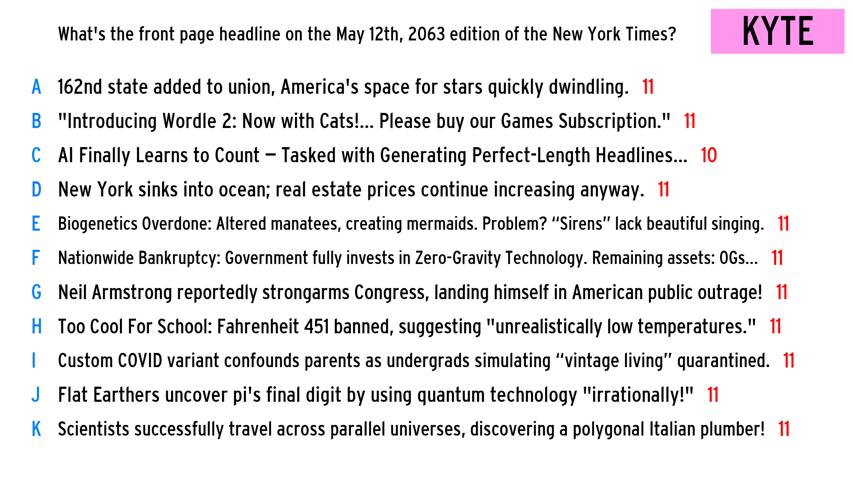 What's the front page headline on the May 12th, 2063 edition of the New York Times?
KYTE
A 162nd state added to union, America's space for stars quickly dwindling. 11
B "Introducing Wordle 2: Now with Cats!... Please buy our Games Subscription." 11
C AI Finally Learns to Count – Tasked with Generating Perfect-Length Headlines... 10
D New York sinks into ocean; real estate prices continue increasing anyway. 11
E Biogenetics Overdone: Altered manatees, creating mermaids. Problem? “Sirens” lack beautiful singing. 11
F Nationwide Bankruptcy: Government fully invests in Zero-Gravity Technology. Remaining assets: OGs... 11
G Neil Armstrong reportedly strongarms Congress, landing himself in American public outrage! 11
H Too Cool For School: Fahrenheit 451 banned, suggesting "unrealistically low temperatures." 11
I Custom COVID variant confounds parents as undergrads simulating “vintage living” quarantined. 11
J Flat Earthers uncover pi's final digit by using quantum technology "irrationally!" 11
K Scientists successfully travel across parallel universes, discovering a polygonal Italian plumber! 11